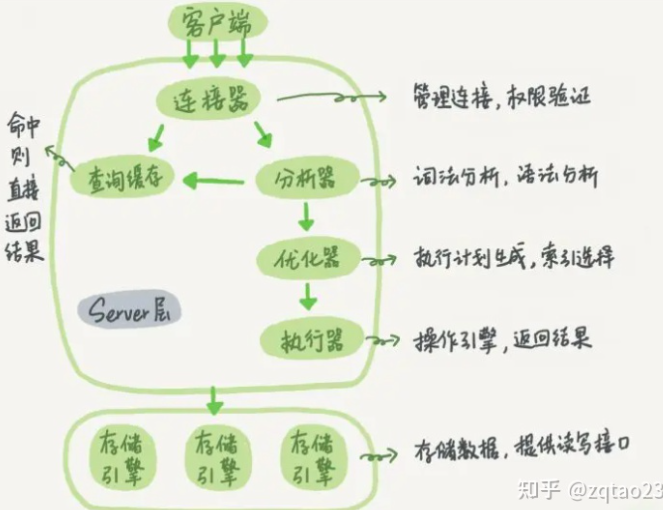 客户端
连接器
管理连接，权限验证
命中
则
直接
返回
结果
查询缓存
分析器
词法分析，语法分析
优化器
执行计划生成，索引选择
Server层
执行器
操作引擎，返回结果
存储
引擎
存储
引擎
存储
引擎
存储数据，提供读写接口
知乎 @zqtao23